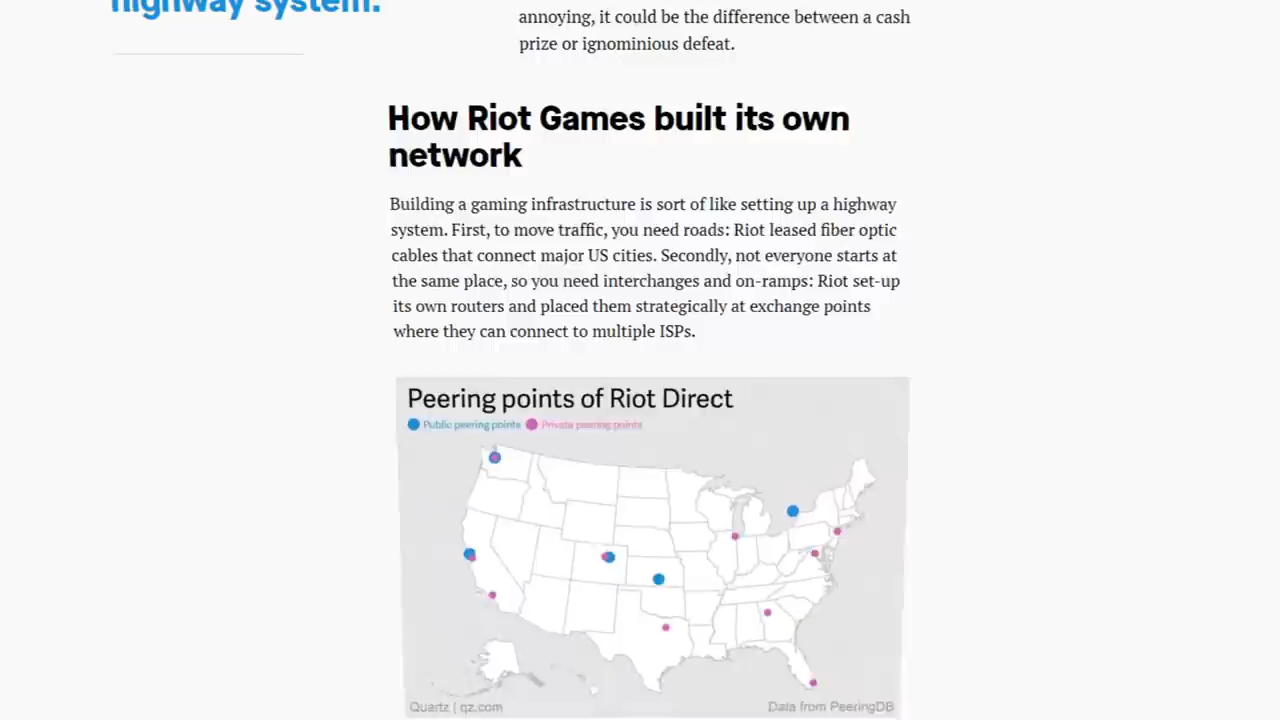 highway system.
annoying, it could be the difference between a cash
prize or ignominious defeat.
How Riot Games built its own
network
Building a gaming infrastructure is sort of like setting up a highway
system. First, to move traffic, you need roads: Riot leased fiber optic
cables that connect major US cities. Secondly, not everyone starts at
the same place, so you need interchanges and on-ramps: Riot set-up
its own routers and placed them strategically at exchange points
where they can connect to multiple ISPs.
Peering points of Riot Direct
Public peering points Private peering points
Quartz | qz.com
Data from PeeringDB